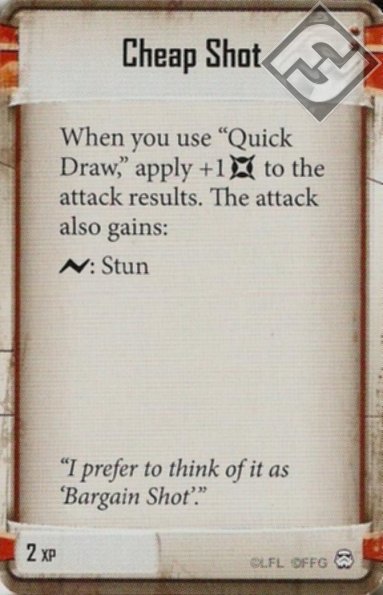 Cheap Shot
When you use “Quick
Draw,” apply +1 to the
attack results. The attack
also gains:
: Stun
“I prefer to think of it as
‘Bargain Shot’.”
2 XP
©LFL ©FFG